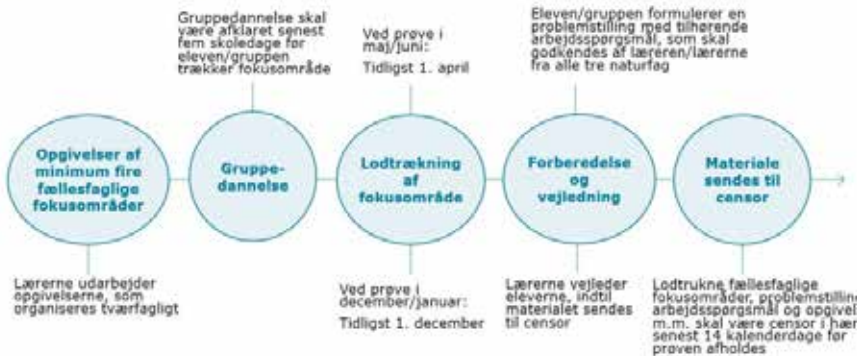 Gruppedannelse skal
være afklaret senest
fem skoledage før
eleven/gruppen
trækker fokusområde
Ved prøve i
maj/juni:
Tidligst 1. april
Eleven/gruppen formulerer en
problemstilling med tilhørende
arbejdsspørgsmål, som skal
godkendes af læreren/lærerne
fra alle tre naturfag
Opgivelser af
minimum fire
fællesfaglige
fokusområder
Gruppe-
dannelse
Lodtrækning
af
fokusområde
Forberedelse
og
vejledning
Materiale
sendes til
censor
Lærerne udarbejder
opgivelserne, som
organiseres tværfagligt
Ved prøve i
december/januar:
Tidligst 1. december
Lærerne vejleder
eleverne, indtil
materialet sendes
til censor
Lodtrukne fællesfaglige
fokusområder, problemstilling
arbejdsspørgsmål og opgivel
m.m. skal være censor i hæn
senest 14 kalenderdage før
prøven afholdes